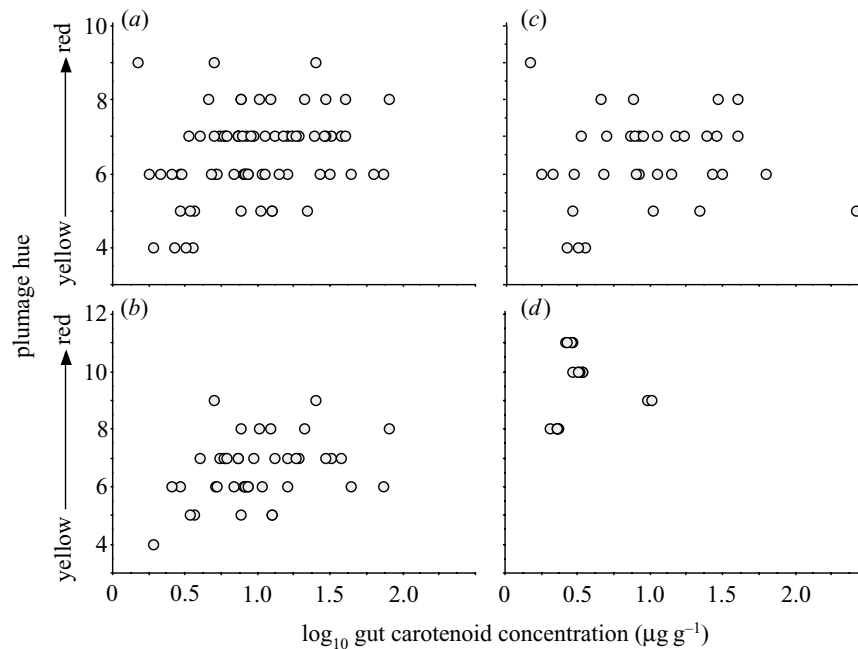 (a)
(c)
10
8
6
4
plumage hue
yellow
red
(b)
(d)
12
10
8
6
4
yellow
red
0 0.5 1.0 1.5 2.0 0 0.5 1.0 1.5 2.0
log10 gut carotenoid concentration (μg g–1)